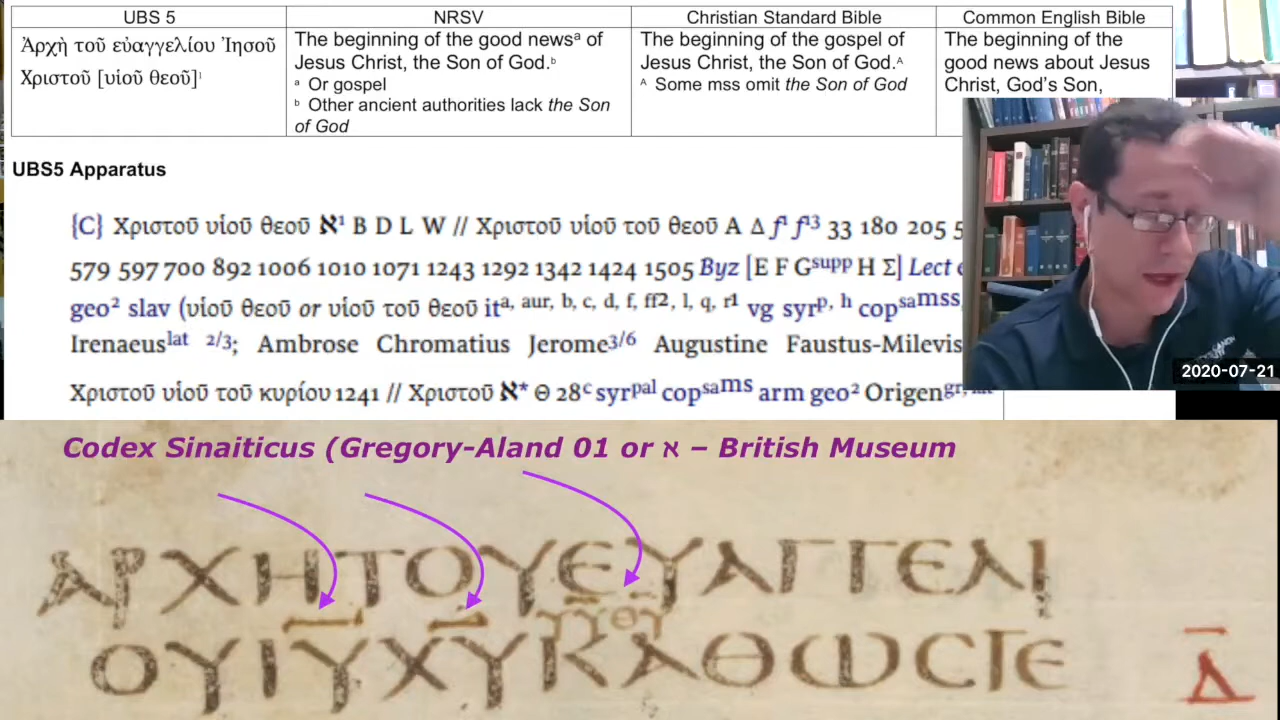 UBS 5
NRSV
Christian Standard Bible
Common English Bible
Ἀρχὴ τοῦ εὐαγγελίου Ἰησοῦ
Χριστοῦ [υἱοῦ θεοῦ]¹
The beginning of the good newsᵃ of
Jesus Christ, the Son of God.ᵇ
ᵃ Or gospel
ᵇ Other ancient authorities lack the Son
of God
The beginning of the gospel of
Jesus Christ, the Son of God.ᴬ
ᴬ Some mss omit the Son of God
The beginning of the
good news about Jesus
Christ, God’s Son,
UBS5 Apparatus
{C} Χριστοῦ υἱοῦ θεοῦ ℵ¹ B D L W // Χριστοῦ υἱοῦ τοῦ θεοῦ A Δ f¹ f¹³ 33 180 205
579 597 700 892 1006 1010 1071 1243 1292 1342 1424 1505 Byz [E F Gsupp H Σ] Lect
geo² slav (υἱοῦ θεοῦ or υἱοῦ τοῦ θεοῦ ita, aur, b, c, d, f, ff2, l, q, r1 vg syrp, h copsamss
Irenaeuslat 2/3; Ambrose Chromatius Jerome3/6 Augustine Faustus-Milevis
Χριστοῦ υἱοῦ τοῦ κυρίου 1241 // Χριστοῦ ℵ* Θ 28ᶜ syrpal copsams arm geo² Origen
2020-07-21
Codex Sinaiticus (Gregory-Aland 01 or א – British Museum
ΑΡΧΗΤΟΥΕΥΑΓΓΕΛΙ
ΥΥ ΘΥ
ΟΥΙΥΧΥΚΑΘΩϹΓΕ
Δ